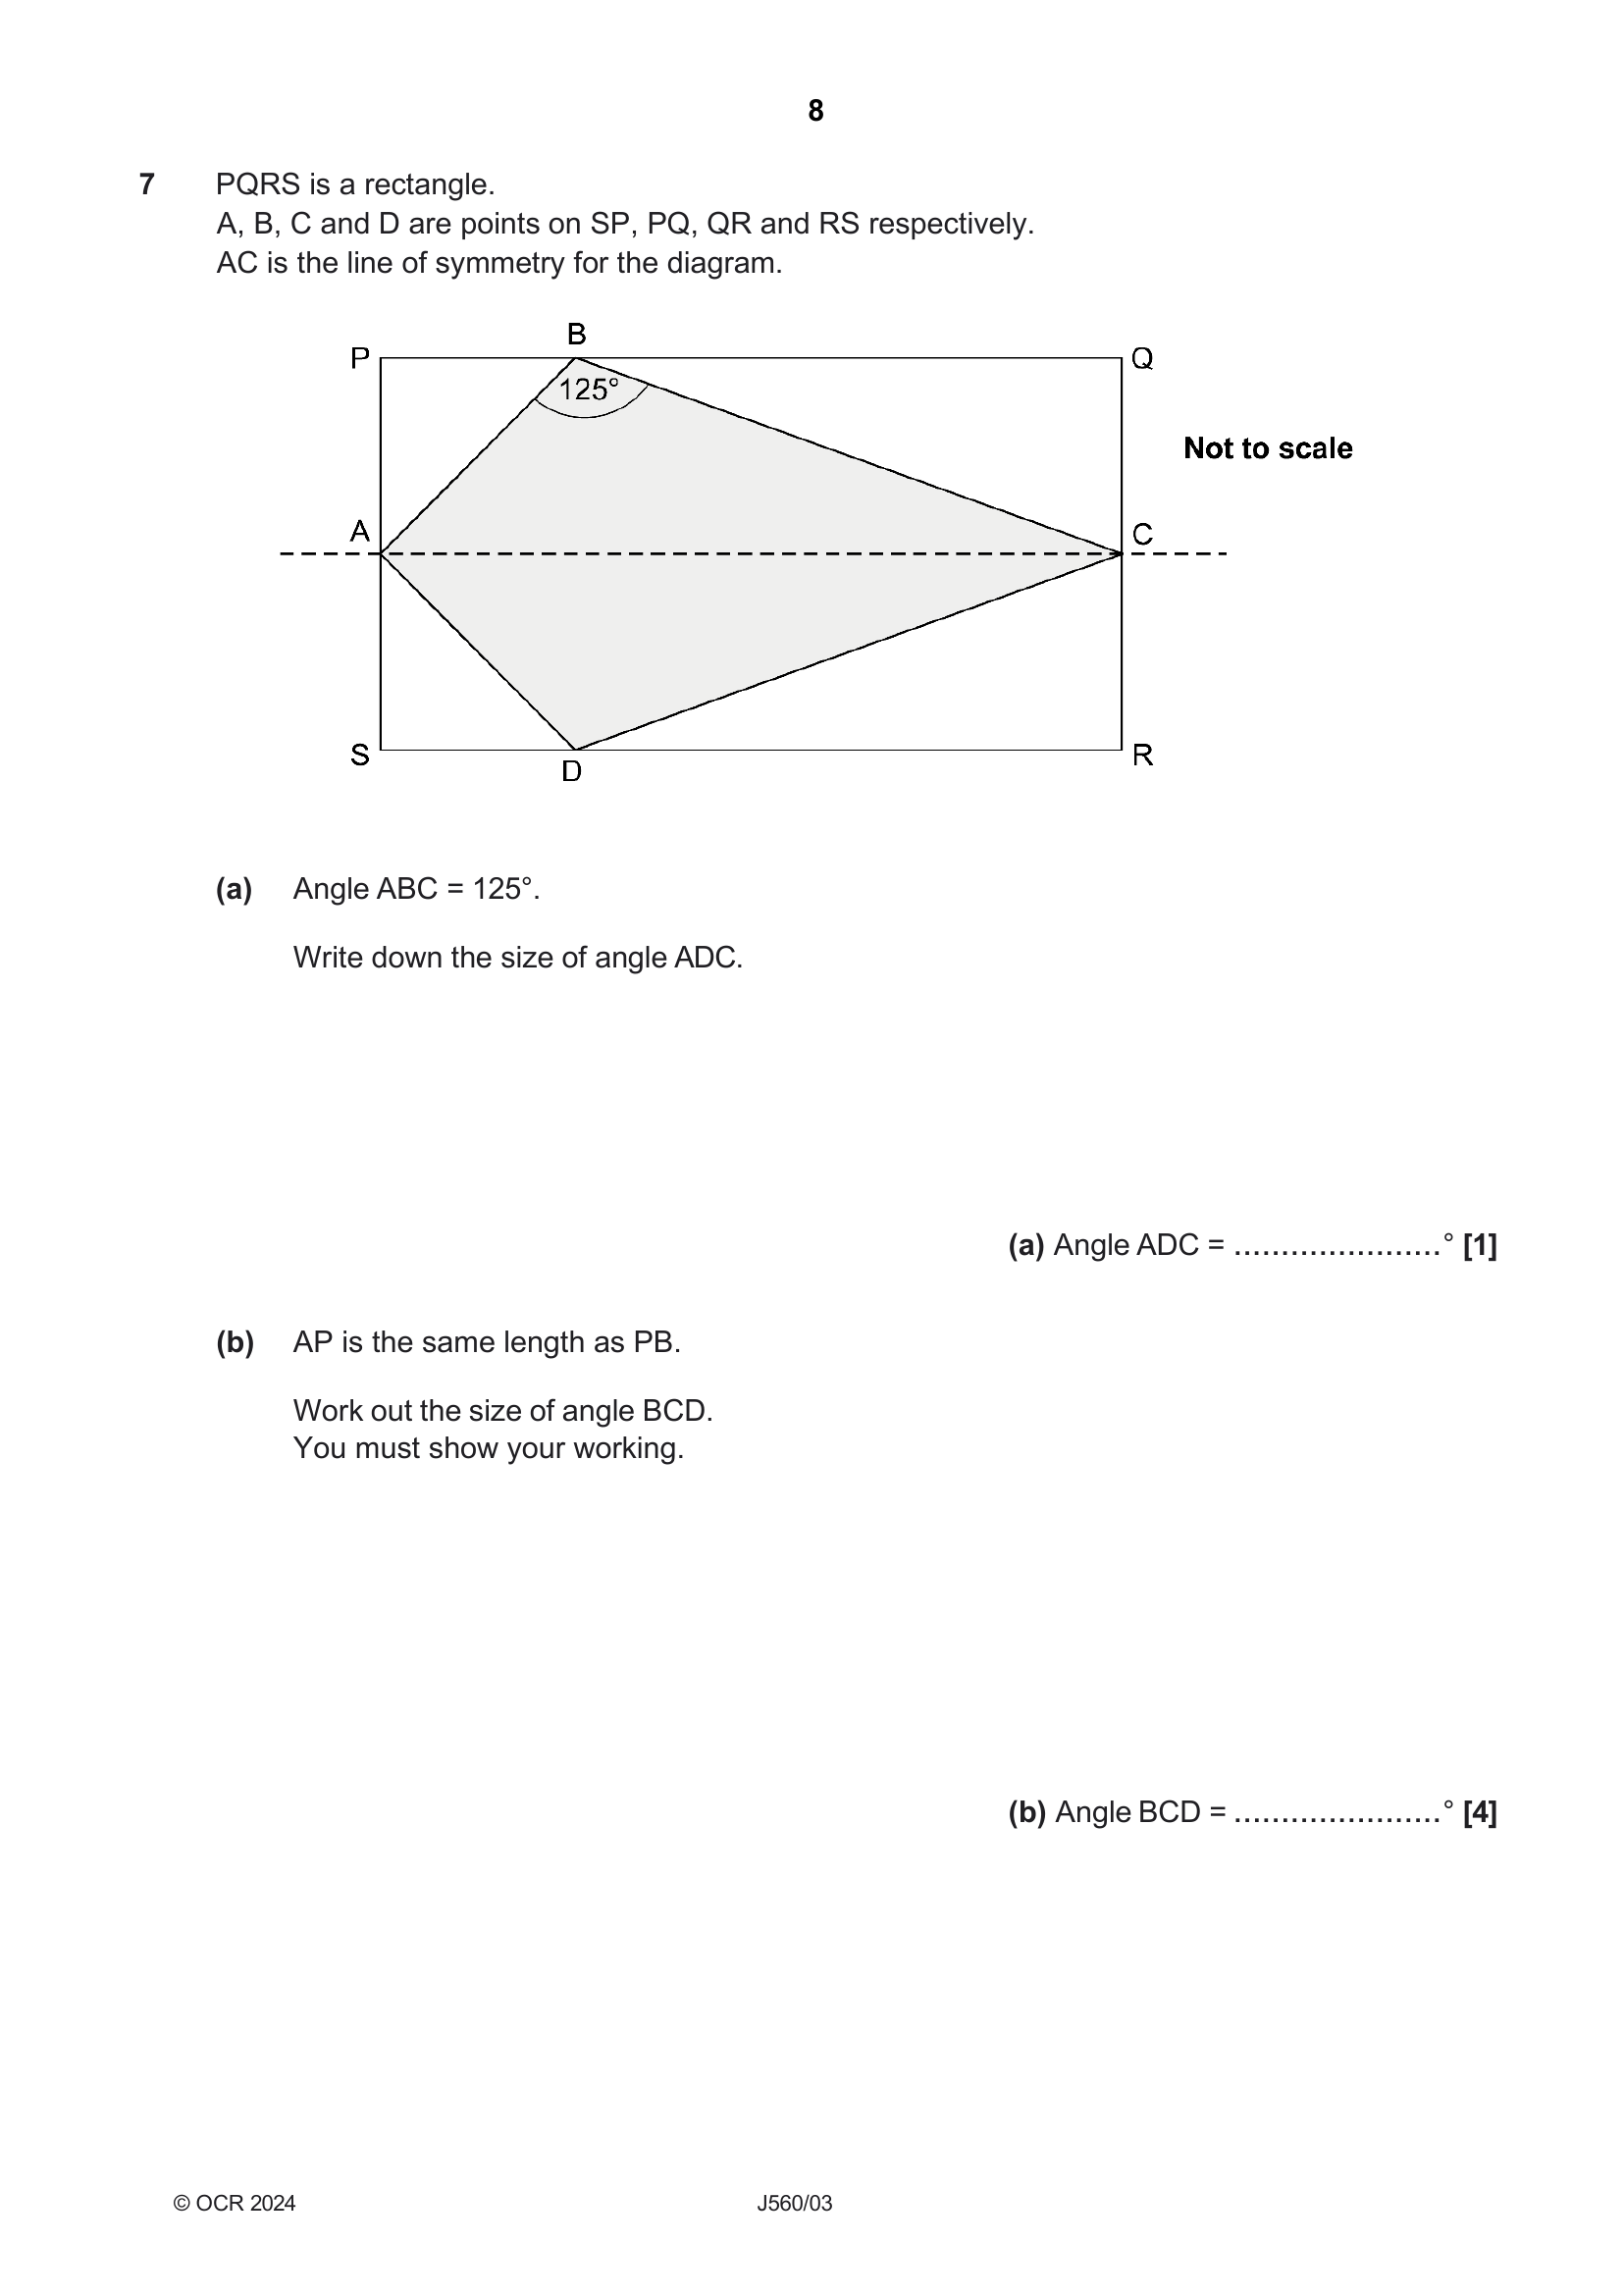 8
7 PQRS is a rectangle.
A, B, C and D are points on SP, PQ, QR and RS respectively.
AC is the line of symmetry for the diagram.
B
P
Q
125°
Not to scale
A
C
S
R
D
(a) Angle ABC = 125°.
Write down the size of angle ADC.
(a) Angle ADC = ......................° [1]
(b) AP is the same length as PB.
Work out the size of angle BCD.
You must show your working.
(b) Angle BCD = ......................° [4]
© OCR 2024
J560/03